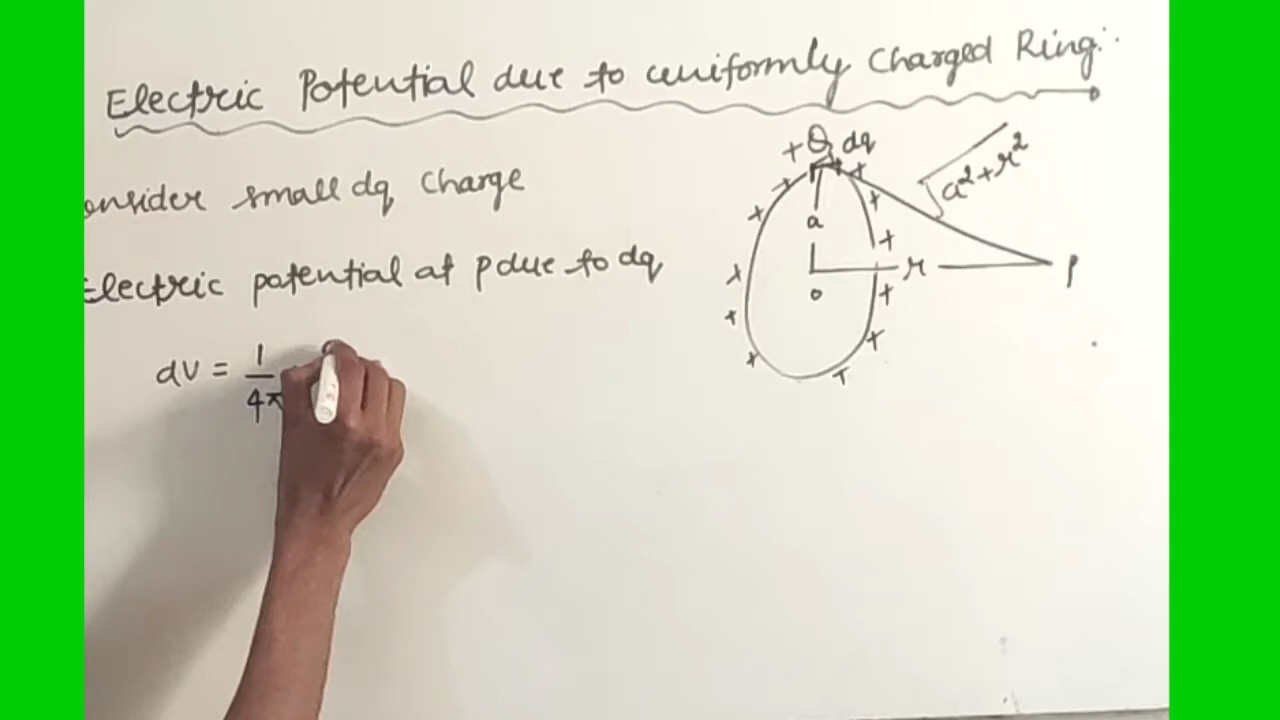 Electric Potential due to uniformly Charged Ring:
onsider small dq charge
Electric potential at p due to dq
dV = 1
4π
+Q dq
√a²+r²
a
r
o
P